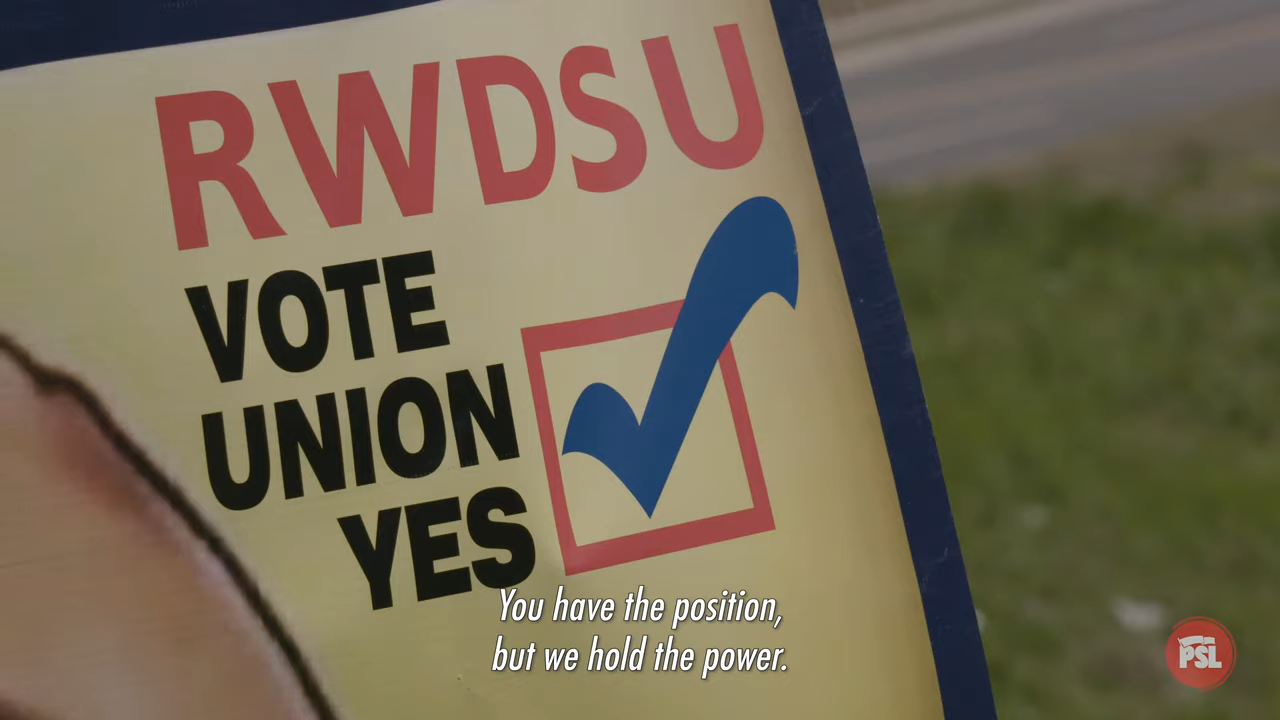 RWDSU
VOTE
UNION
YES
You have the position,
but we hold the power.
PSL